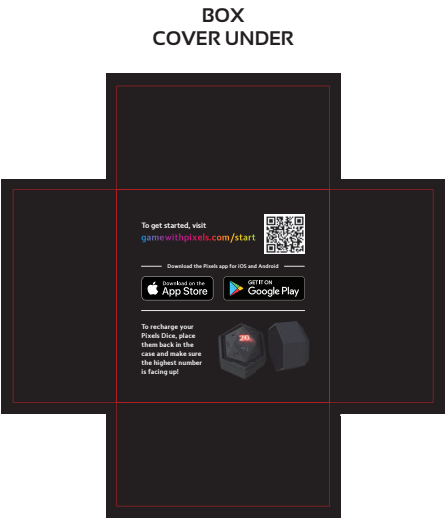 BOX
COVER UNDER
To get started, visit
gamewithpixels.com/start
Download the Pixels app for iOS and Android
Download on the
App Store
GET IT ON
Google Play
To recharge your
Pixels Dice, place
them back in the
case and make sure
the highest number
is facing up!
20